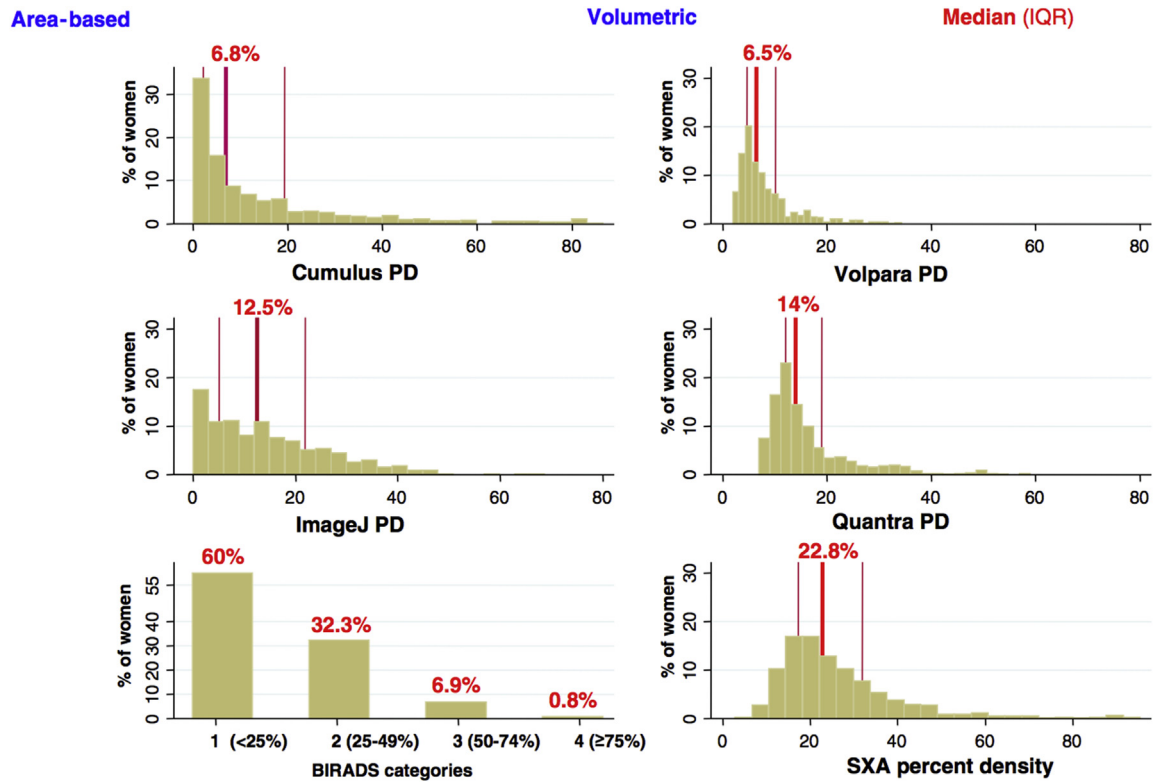 Area-based
Volumetric
Median (IQR)
6.8%
% of women
30
20
10
0
0 20 40 60 80
Cumulus PD
6.5%
% of women
30
20
10
0
0 20 40 60 80
Volpara PD
12.5%
% of women
30
20
10
0
0 20 40 60 80
ImageJ PD
14%
% of women
30
20
10
0
0 20 40 60 80
Quantra PD
60%
32.3%
6.9%
0.8%
% of women
55
40
30
20
10
0
1 (<25%) 2 (25-49%) 3 (50-74%) 4 (≥75%)
BIRADS categories
22.8%
% of women
30
20
10
0
0 20 40 60 80
SXA percent density